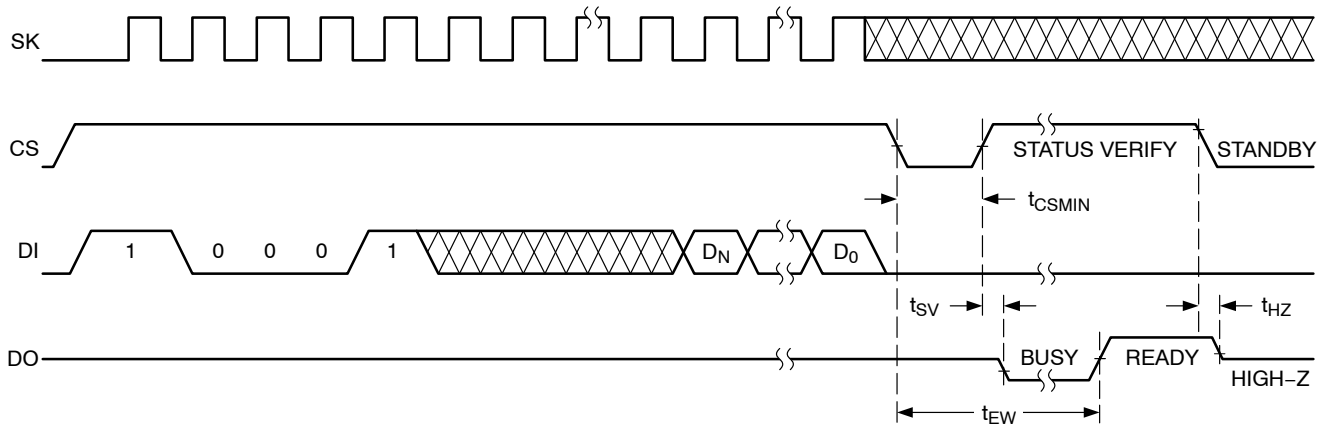 SK
CS
STATUS VERIFY
STANDBY
tCSMIN
DI
1
0
0
0
1
DN
D0
tSV
tHZ
DO
BUSY
READY
HIGH–Z
tEW